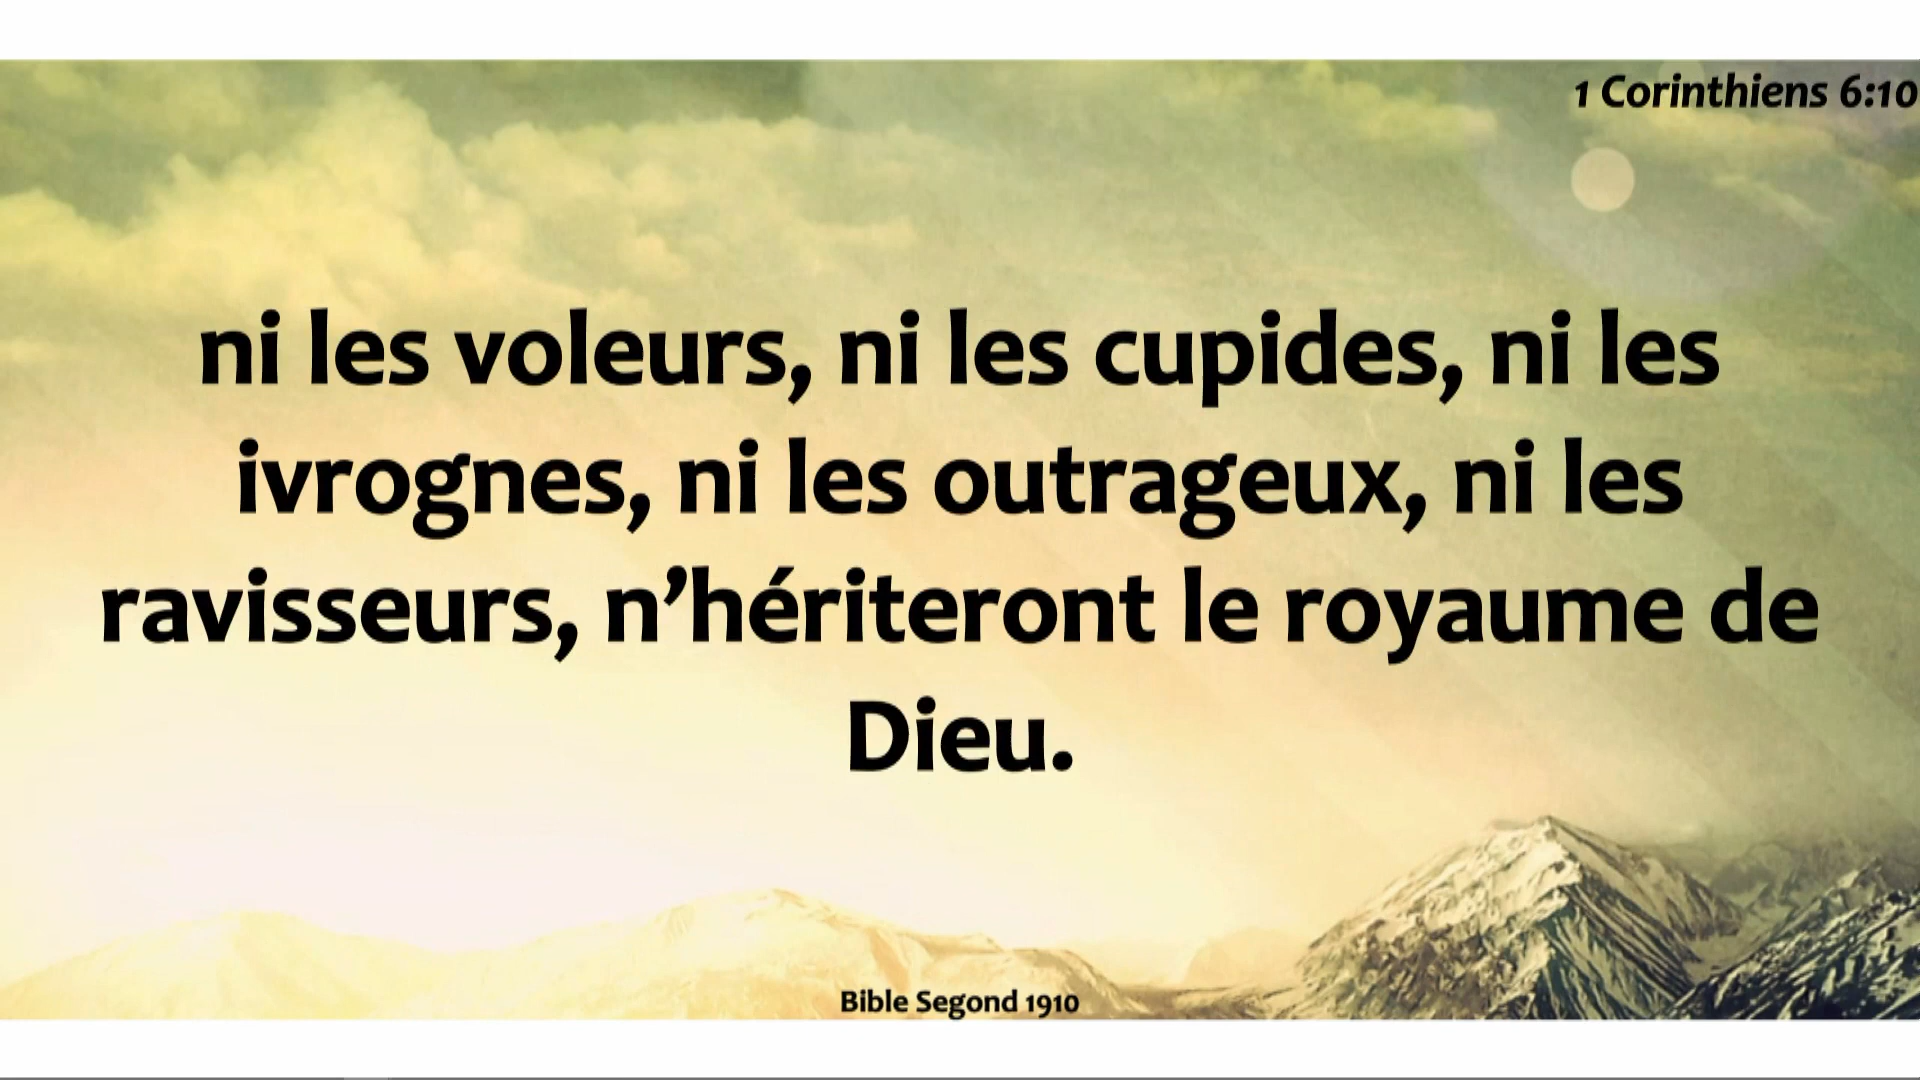 1 Corinthiens 6:10
ni les voleurs, ni les cupides, ni les
ivrognes, ni les outrageux, ni les
ravisseurs, n’hériteront le royaume de
Dieu.
Bible Segond 1910